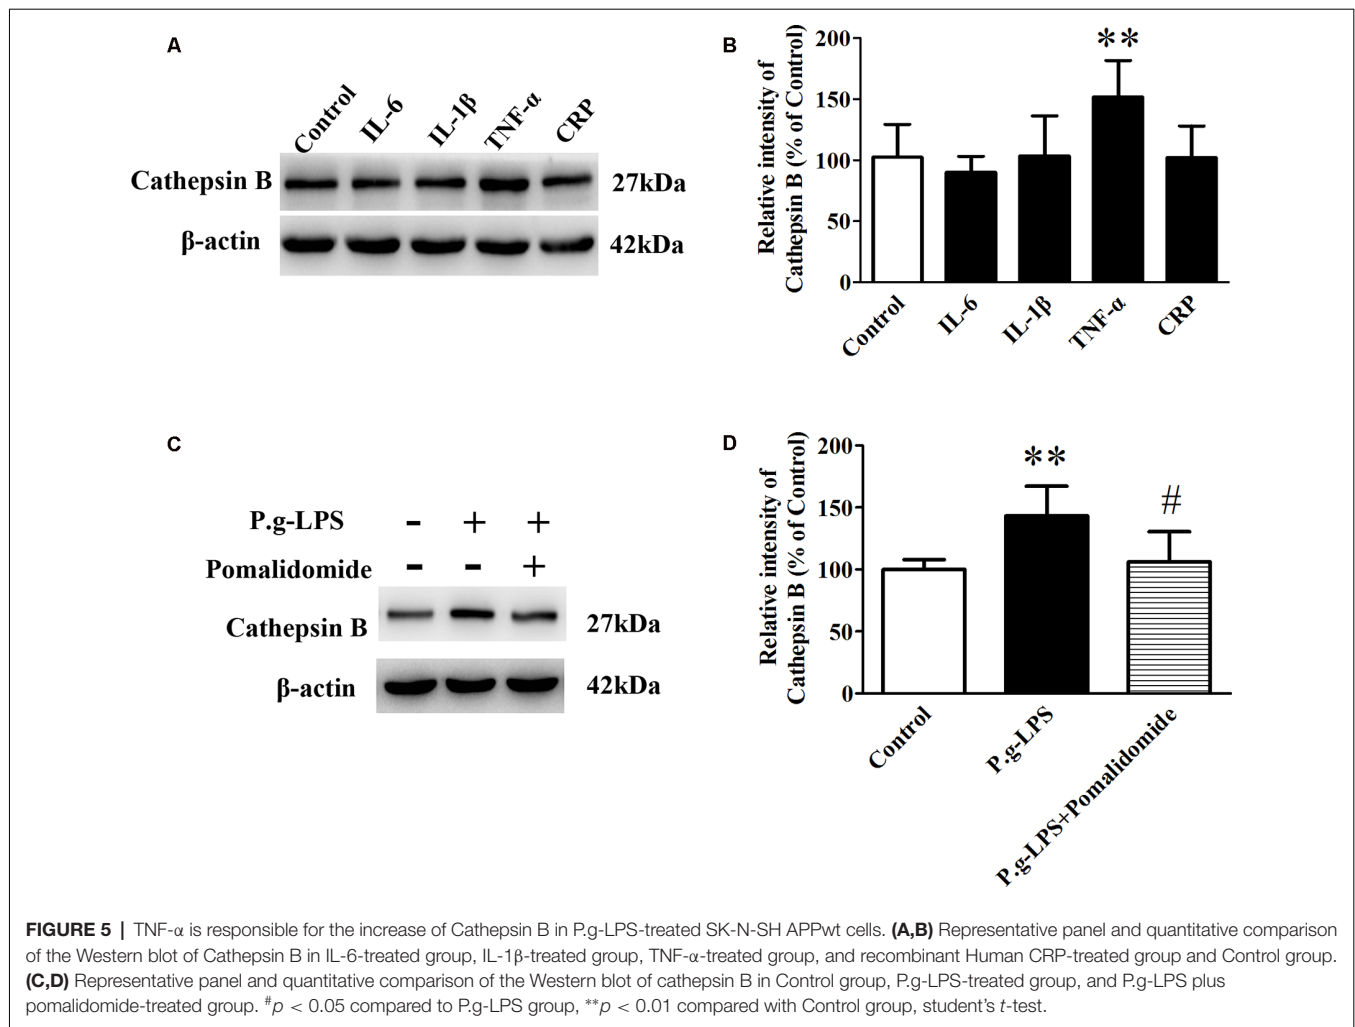 A
Control
IL-6
IL-1β
TNF-α
CRP
Cathepsin B
27kDa
β-actin
42kDa
B
Relative intensity of
Cathepsin B (% of Control)
200
150
100
50
0
**
Control
IL-6
IL-1β
TNF-α
CRP
C
P.g-LPS - + +
Pomalidomide - - +
Cathepsin B
27kDa
β-actin
42kDa
D
Relative intensity of
Cathepsin B (% of Control)
200
150
100
50
0
**
#
Control
P.g-LPS
P.g-LPS+Pomalidomide
FIGURE 5 | TNF-α is responsible for the increase of Cathepsin B in P.g-LPS-treated SK-N-SH APPwt cells. (A,B) Representative panel and quantitative comparison
of the Western blot of Cathepsin B in IL-6-treated group, IL-1β-treated group, TNF-α-treated group, and recombinant Human CRP-treated group and Control group.
(C,D) Representative panel and quantitative comparison of the Western blot of cathepsin B in Control group, P.g-LPS-treated group, and P.g-LPS plus
pomalidomide-treated group. #p < 0.05 compared to P.g-LPS group, **p < 0.01 compared with Control group, student's t-test.